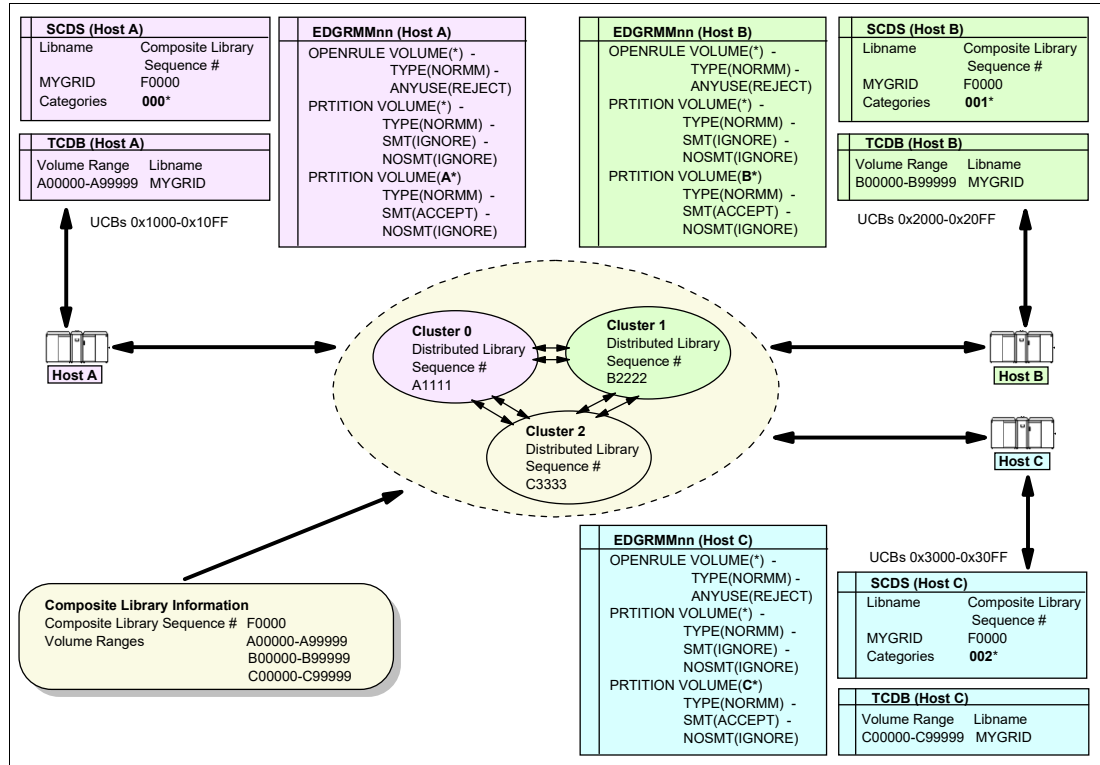 SCDS (Host A)
Libname Composite Library
Sequence #
MYGRID F0000
Categories 000*
TCDB (Host A)
Volume Range Libname
A00000-A99999 MYGRID
UCBs 0x1000-0x10FF
EDGRMMnn (Host A)
OPENRULE VOLUME(*) -
TYPE(NORMM) -
ANYUSE(REJECT)
PRTITION VOLUME(*) -
TYPE(NORMM) -
SMT(IGNORE) -
NOSMT(IGNORE)
PRTITION VOLUME(A*)
TYPE(NORMM) -
SMT(ACCEPT) -
NOSMT(IGNORE)
EDGRMMnn (Host B)
OPENRULE VOLUME(*) -
TYPE(NORMM) -
ANYUSE(REJECT)
PRTITION VOLUME(*) -
TYPE(NORMM) -
SMT(IGNORE) -
NOSMT(IGNORE)
PRTITION VOLUME(B*)
TYPE(NORMM) -
SMT(ACCEPT) -
NOSMT(IGNORE)
SCDS (Host B)
Libname Composite Library
Sequence #
MYGRID F0000
Categories 001*
TCDB (Host B)
Volume Range Libname
B00000-B99999 MYGRID
UCBs 0x2000-0x20FF
Host A
Cluster 0
Distributed Library
Sequence #
A1111
Cluster 1
Distributed Library
Sequence #
B2222
Cluster 2
Distributed Library
Sequence #
C3333
Host B
Host C
Composite Library Information
Composite Library Sequence # F0000
Volume Ranges A00000-A99999
B00000-B99999
C00000-C99999
EDGRMMnn (Host C)
OPENRULE VOLUME(*) -
TYPE(NORMM) -
ANYUSE(REJECT)
PRTITION VOLUME(*) -
TYPE(NORMM) -
SMT(IGNORE) -
NOSMT(IGNORE)
PRTITION VOLUME(C*)
TYPE(NORMM) -
SMT(ACCEPT) -
NOSMT(IGNORE)
UCBs 0x3000-0x30FF
SCDS (Host C)
Libname Composite Library
Sequence #
MYGRID F0000
Categories 002*
TCDB (Host C)
Volume Range Libname
C00000-C99999 MYGRID